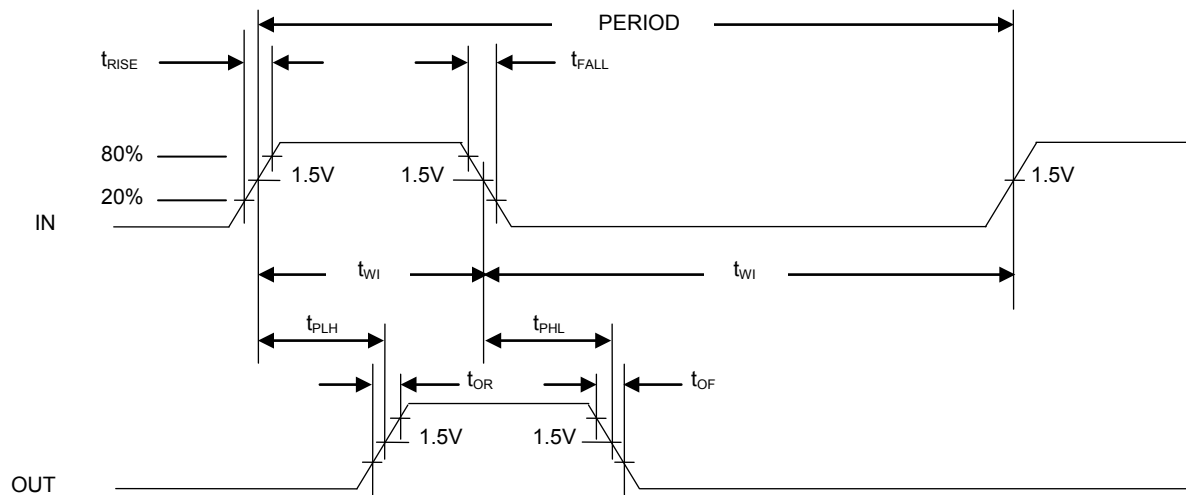 PERIOD
tRISE
tFALL
80%
1.5V
1.5V
1.5V
20%
IN
tWI
tWI
tPLH
tPHL
tOR
tOF
1.5V
1.5V
OUT